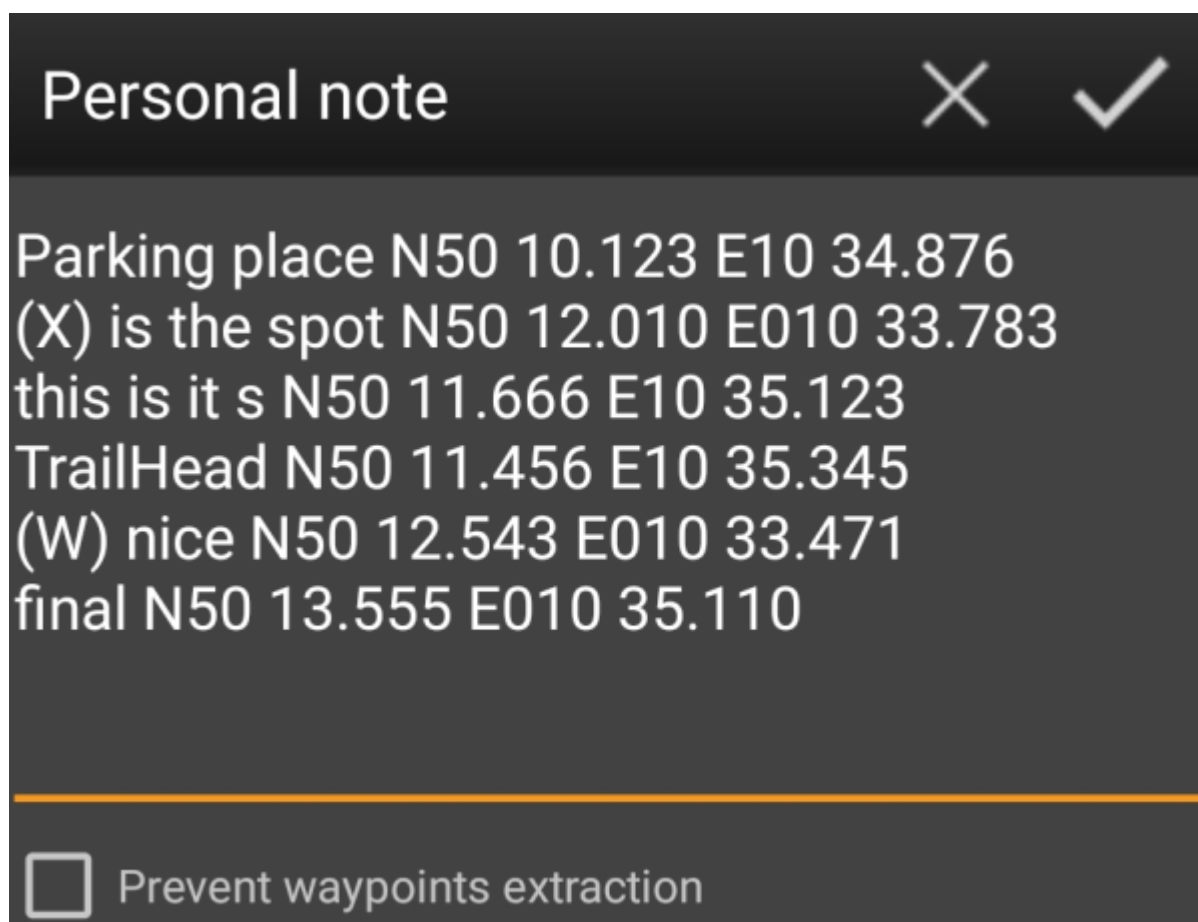 Personal note
Parking place N50 10.123 E10 34.876
(X) is the spot N50 12.010 E010 33.783
this is it s N50 11.666 E10 35.123
TrailHead N50 11.456 E10 35.345
(W) nice N50 12.543 E010 33.471
final N50 13.555 E010 35.110
Prevent waypoints extraction